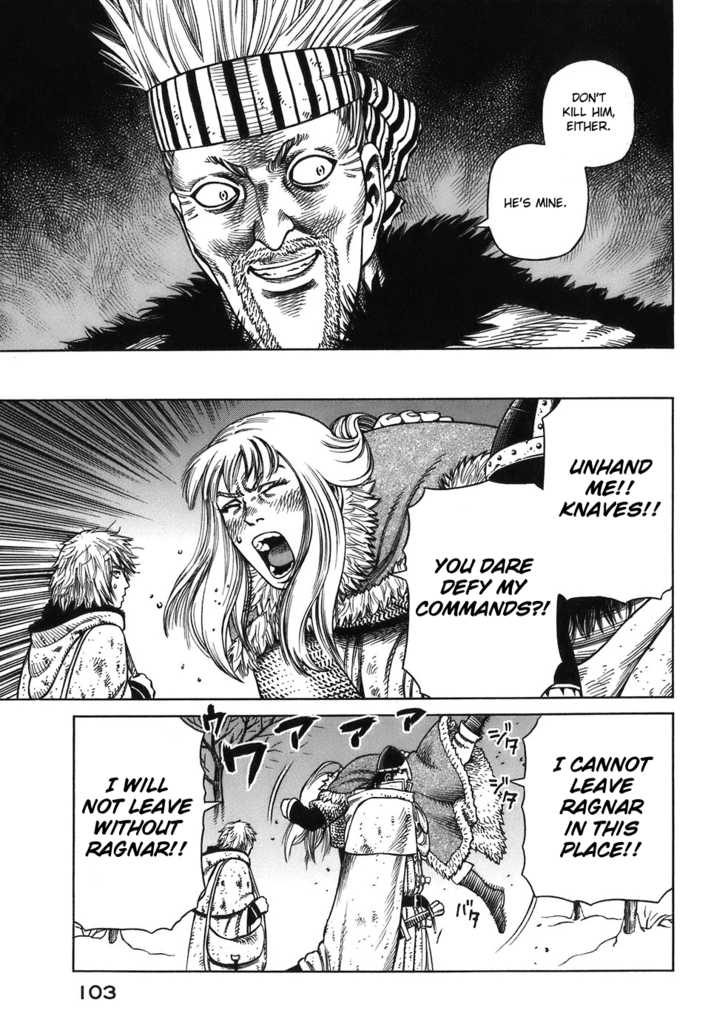 DON'T
KILL HIM,
EITHER.
HE'S MINE.
UNHAND
ME!!
KNAVES!!
YOU DARE
DEFY MY
COMMANDS?!
I CANNOT
LEAVE
RAGNAR
IN THIS
PLACE!!
ジタ
ジタ
バタ
ウワァァァ
I WILL
NOT LEAVE
WITHOUT
RAGNAR!!
103